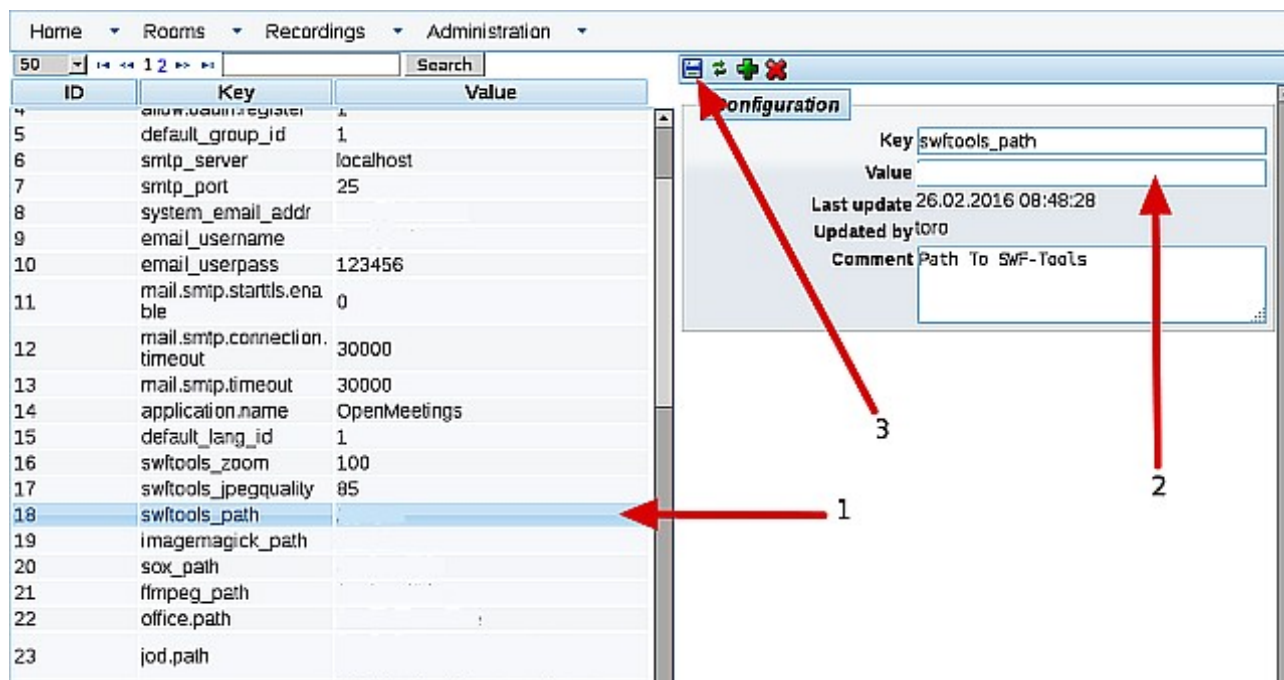 Home Rooms Recordings Administration
50 1 2 Search
ID Key Value
4 allow.oauth.register 1
5 default_group_id 1
6 smtp_server localhost
7 smtp_port 25
8 system_email_addr
9 email_username
10 email_userpass 123456
11 mail.smtp.starttls.ena
ble 0
12 mail.smtp.connection.
timeout 30000
13 mail.smtp.timeout 30000
14 application.name OpenMeetings
15 default_lang_id 1
16 swftools_zoom 100
17 swftools_jpegquality 85
18 swftools_path
19 imagemagick_path
20 sox_path
21 ffmpeg_path
22 office.path
23 jod.path
Configuration
Key swftools_path
Value
Last update 26.02.2016 08:48:28
Updated by toro
Comment Path To SWF-Tools
3
2
1